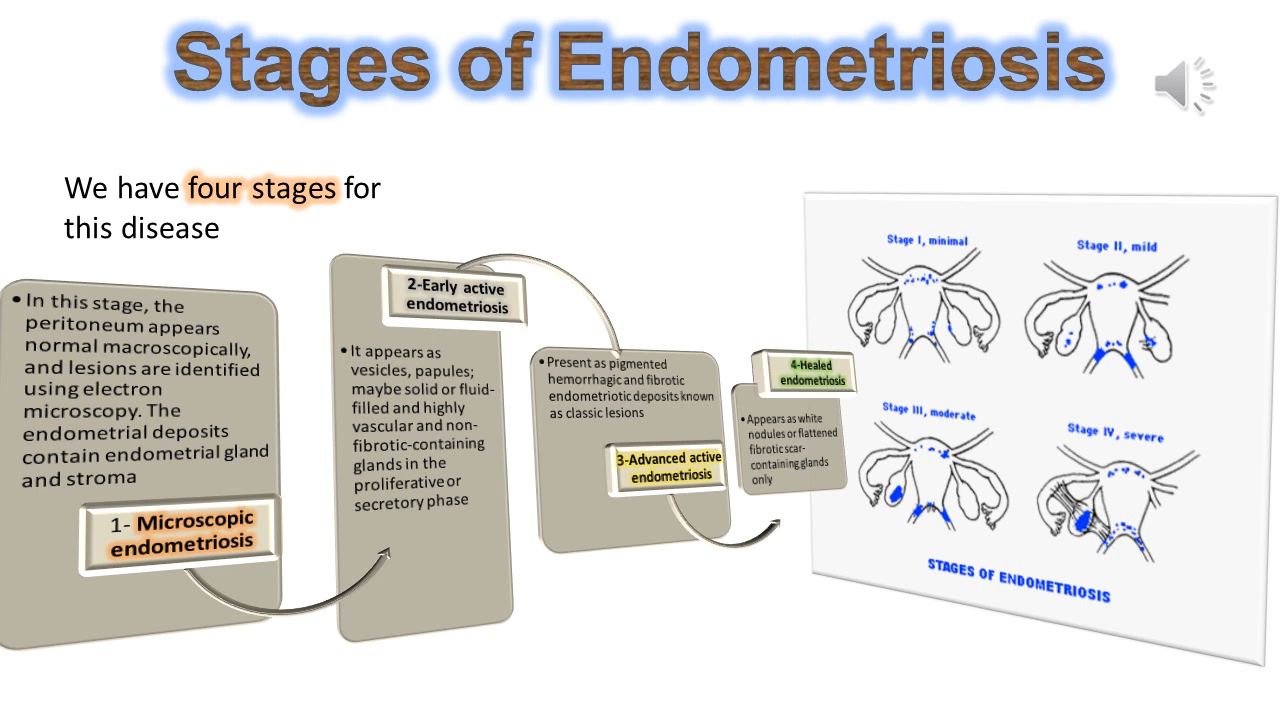 Stages of Endometriosis
We have four stages for
this disease
• In this stage, the
peritoneum appears
normal macroscopically,
and lesions are identified
using electron
microscopy. The
endometrial deposits
contain endometrial gland
and stroma
1- Microscopic
endometriosis
2-Early active
endometriosis
• It appears as
vesicles, papules;
maybe solid or fluid-
filled and highly
vascular and non-
fibrotic-containing
glands in the
proliferative or
secretory phase
• Present as pigmented
hemorrhagic and fibrotic
endometriotic deposits known
as classic lesions
3-Advanced active
endometriosis
4-Healed
endometriosis
• Appears as white
nodules or flattened
fibrotic scar-
containing glands
only
Stage I, minimal
Stage II, mild
Stage III, moderate
Stage IV, severe
STAGES OF ENDOMETRIOSIS